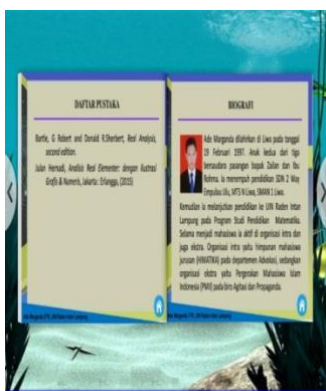 DAFTAR PUSTAKA
Bartle, G Robert and Donald R.Sherbert, Real Analysis,
second edition.
Julan Hernadi, Analisis Real Elementer: dengan Ilustrasi
Grafis & Numeris, Jakarta: Erlangga, (2015)
BIOGRAFI
Ade Marganda dilahirkan di Liwa pada tanggal
19 Februari 1997. Anak kedua dari tiga
bersaudara pasangan bapak Zailan dan Ibu
Rohima. Ia menempuh pendidikan SDN 2 Way
Empulau Ulu, MTS N Liwa, SMAN 1 Liwa.
Kemudian ia melanjutkan pendidikan ke UIN Raden Intan
Lampung pada Program Studi Pendidikan Matematika.
Selama menjadi mahasiswa ia aktif di organisasi intra dan
juga ekstra. Organisasi intra yaitu himpunan mahasiswa
jurusan (HIMATIKA) pada departemen Advokasi, sedangkan
organisasi ekstra yaitu Pergerakan Mahasiswa Islam
Indonesia (PMII) pada biro Agitasi dan Propaganda.